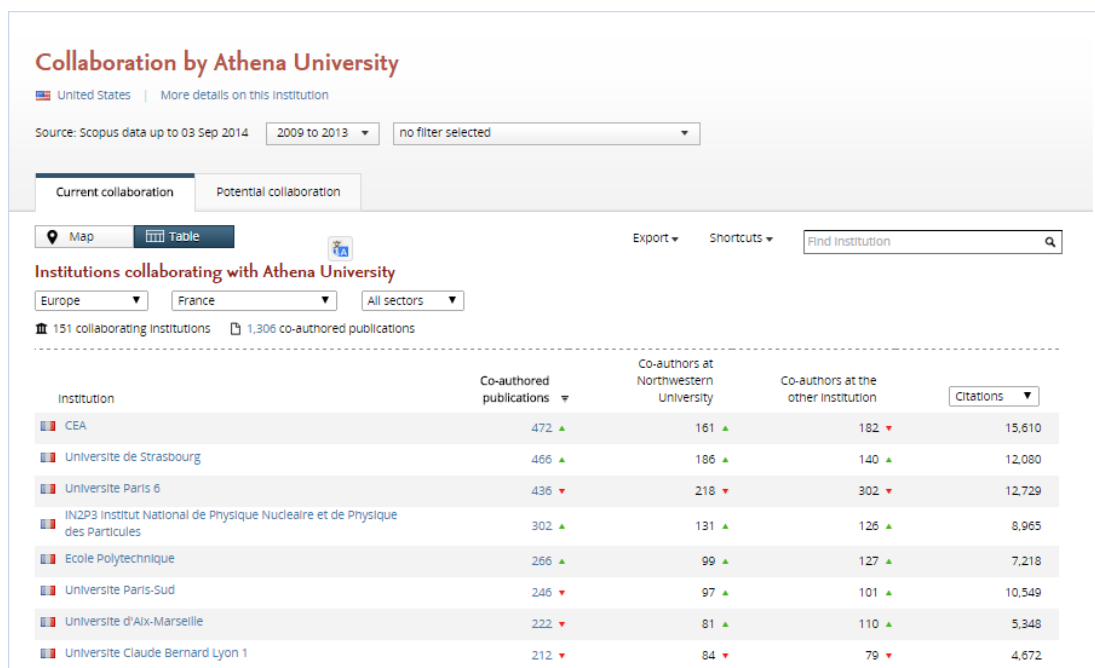 Collaboration by Athena University
United States | More details on this institution
Source: Scopus data up to 03 Sep 2014 2009 to 2013 no filter selected
Current collaboration Potential collaboration
Map Table Export Shortcuts Find institution
Institutions collaborating with Athena University
Europe France All sectors
151 collaborating institutions 1,306 co-authored publications
Institution Co-authored publications Co-authors at Northwestern University Co-authors at the other institution Citations
CEA 472 161 182 15,610
Universite de Strasbourg 466 186 140 12,080
Universite Paris 6 436 218 302 12,729
IN2P3 Institut National de Physique Nucleaire et de Physique
des Particules 302 131 126 8,965
Ecole Polytechnique 266 99 127 7,218
Universite Paris-Sud 246 97 101 10,549
Universite d'Aix-Marseille 222 81 110 5,348
Universite Claude Bernard Lyon 1 212 84 79 4,672